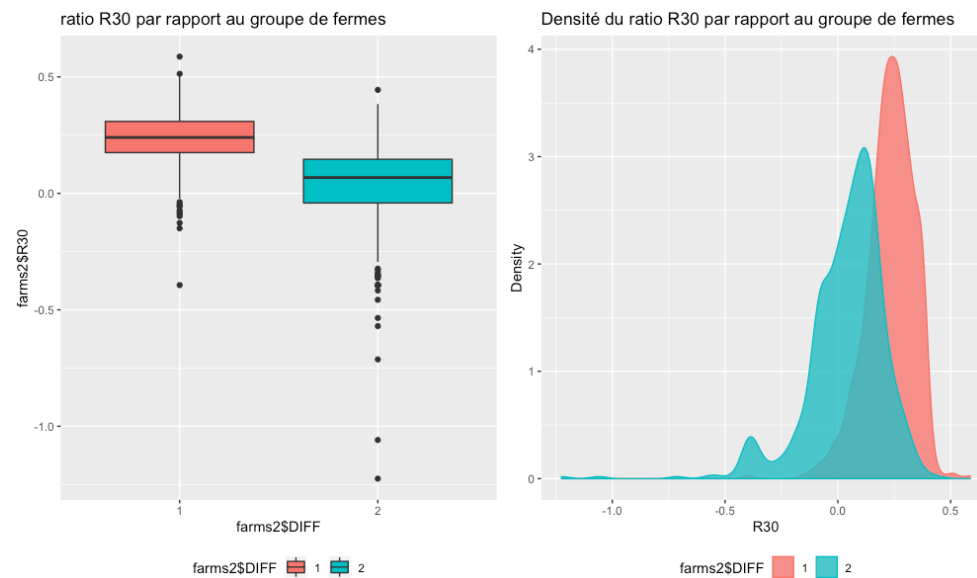 ratio R30 par rapport au groupe de fermes
farms2$R30
0.5
0.0
-0.5
-1.0
1 2
farms2$DIFF
farms2$DIFF 1 2
Densité du ratio R30 par rapport au groupe de fermes
Density
4
3
2
1
0
-1.0 -0.5 0.0 0.5
R30
farms2$DIFF 1 2